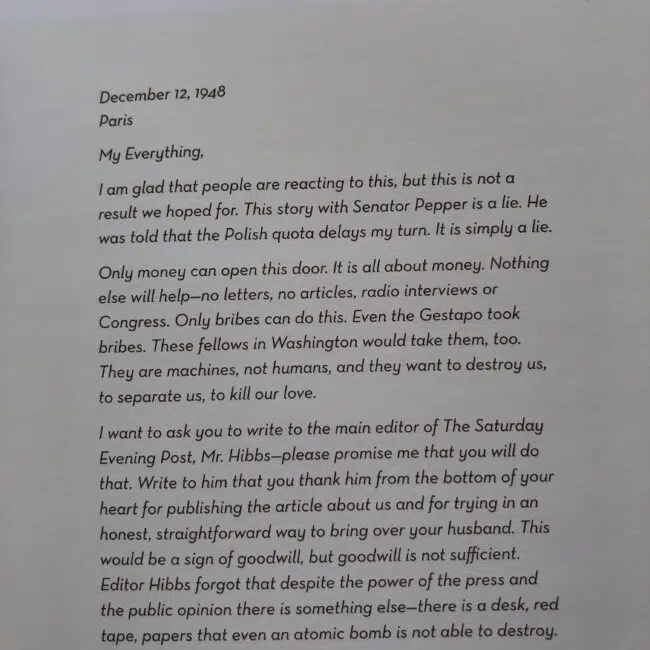 December 12, 1948
Paris
My Everything,
I am glad that people are reacting to this, but this is not a
result we hoped for. This story with Senator Pepper is a lie. He
was told that the Polish quota delays my turn. It is simply a lie.
Only money can open this door. It is all about money. Nothing
else will help—no letters, no articles, radio interviews or
Congress. Only bribes can do this. Even the Gestapo took
bribes. These fellows in Washington would take them, too.
They are machines, not humans, and they want to destroy us,
to separate us, to kill our love.
I want to ask you to write to the main editor of The Saturday
Evening Post, Mr. Hibbs—please promise me that you will do
that. Write to him that you thank him from the bottom of your
heart for publishing the article about us and for trying in an
honest, straightforward way to bring over your husband. This
would be a sign of goodwill, but goodwill is not sufficient.
Editor Hibbs forgot that despite the power of the press and
the public opinion there is something else—there is a desk, red
tape, papers that even an atomic bomb is not able to destroy.